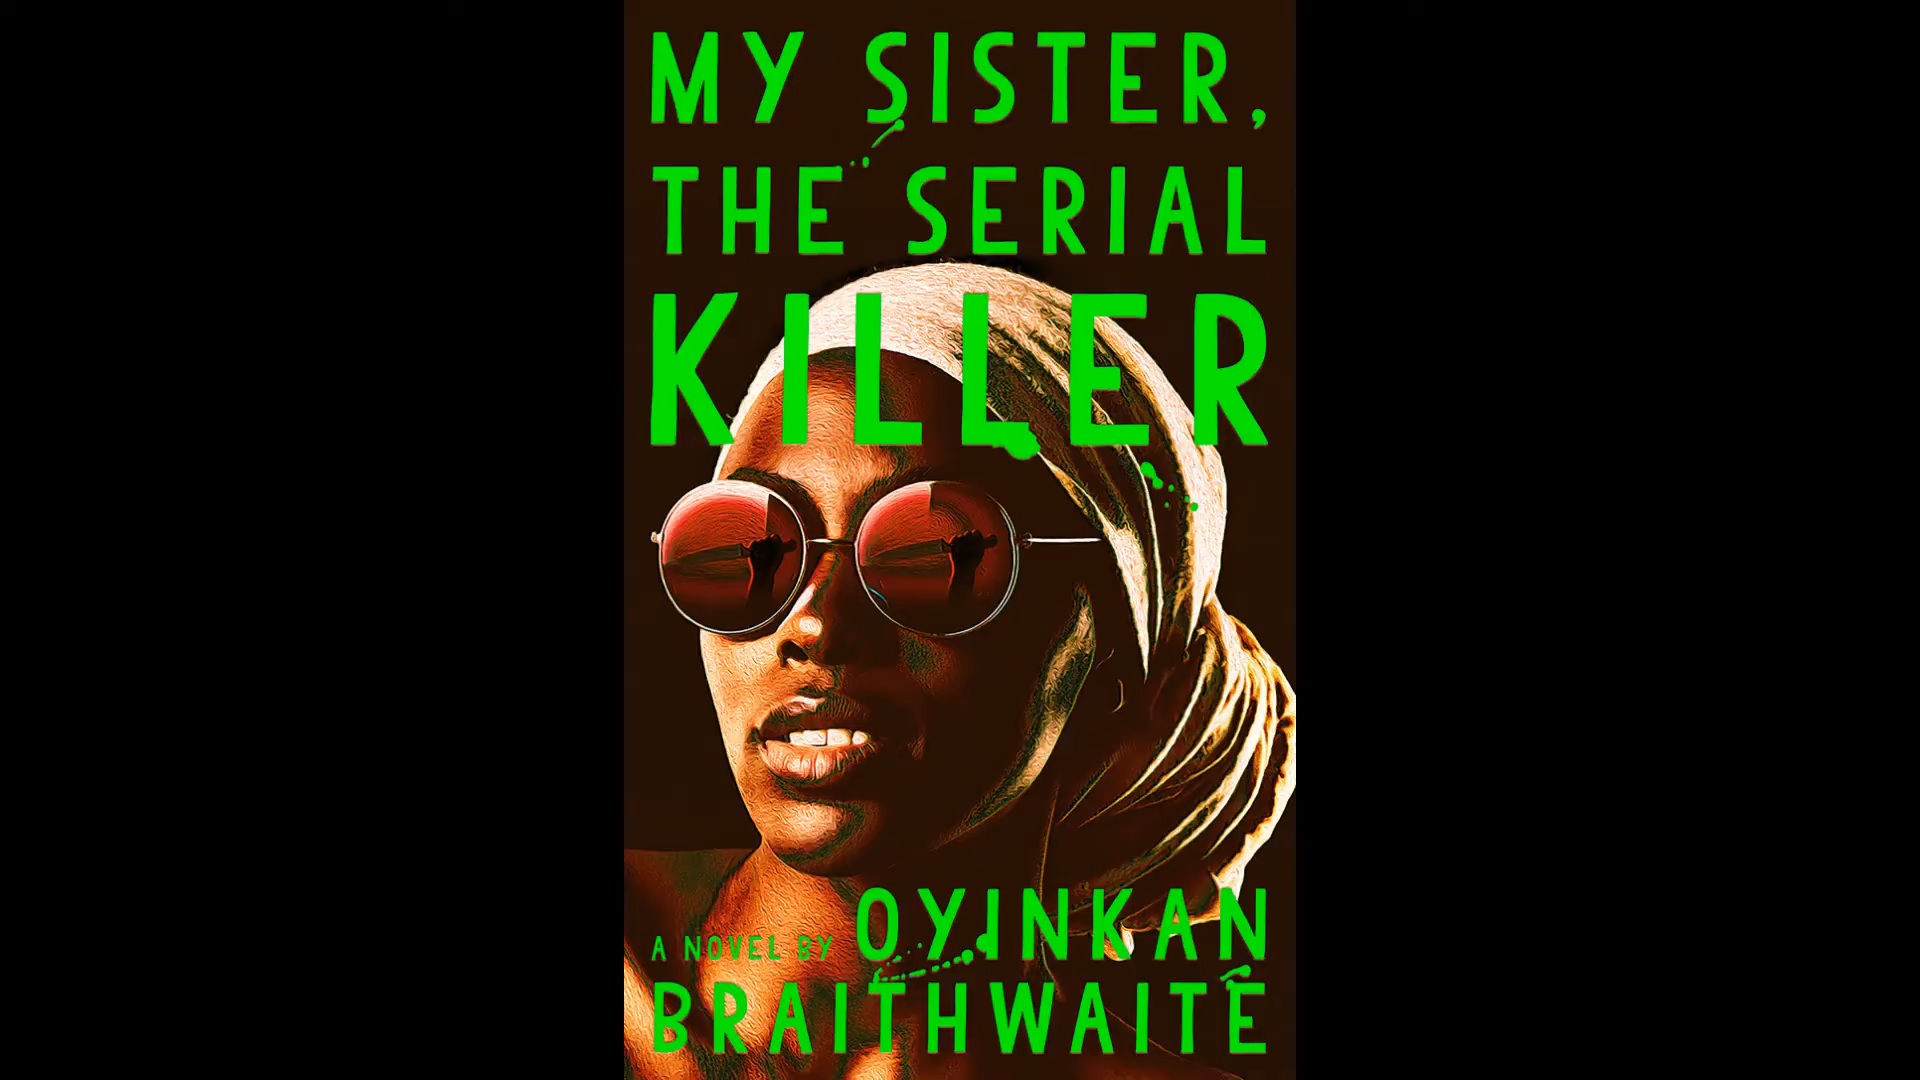 MY SISTER,
THE SERIAL
KILLER
A NOVEL BY OYINKAN
BRAITHWAITE